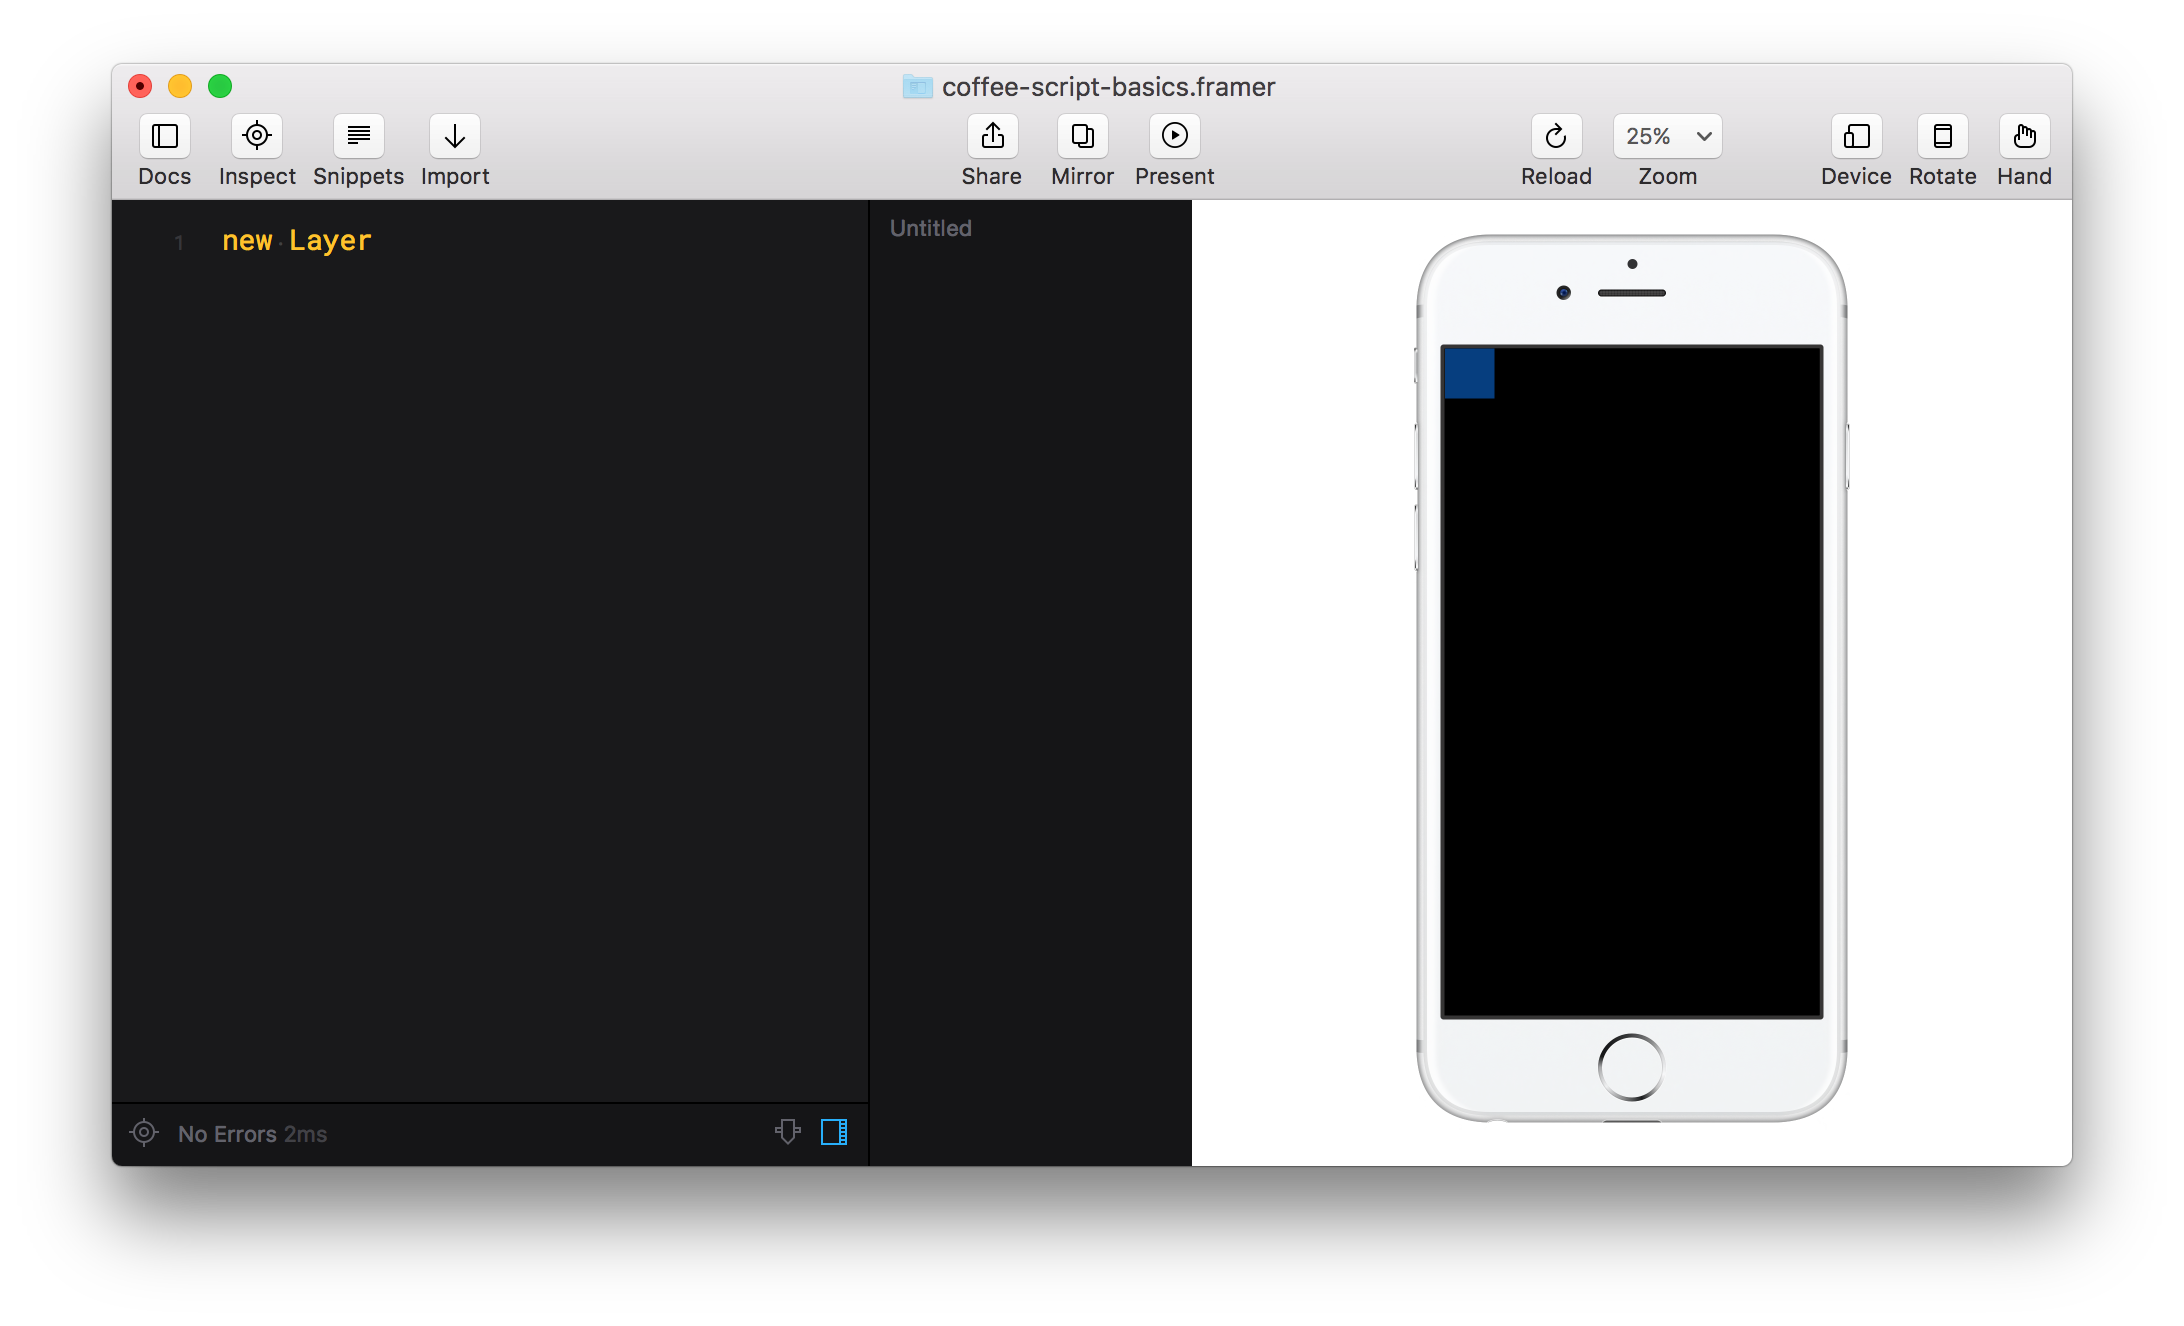 coffee-script-basics.framer
Docs Inspect Snippets Import Share Mirror Present Reload 25% Zoom Device Rotate Hand
1 new Layer
Untitled
No Errors 2ms